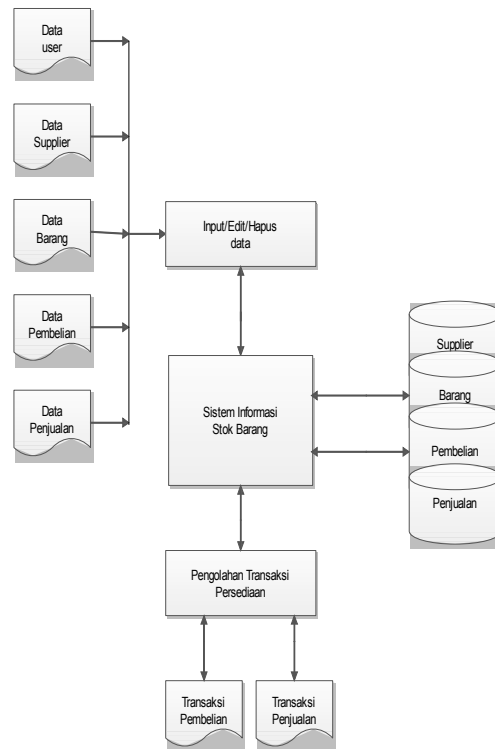 Data
user
Data
Supplier
Data
Barang
Data
Pembelian
Data
Penjualan
Input/Edit/Hapus
data
Sistem Informasi
Stok Barang
Supplier
Barang
Pembelian
Penjualan
Pengolahan Transaksi
Persediaan
Transaksi
Pembelian
Transaksi
Penjualan